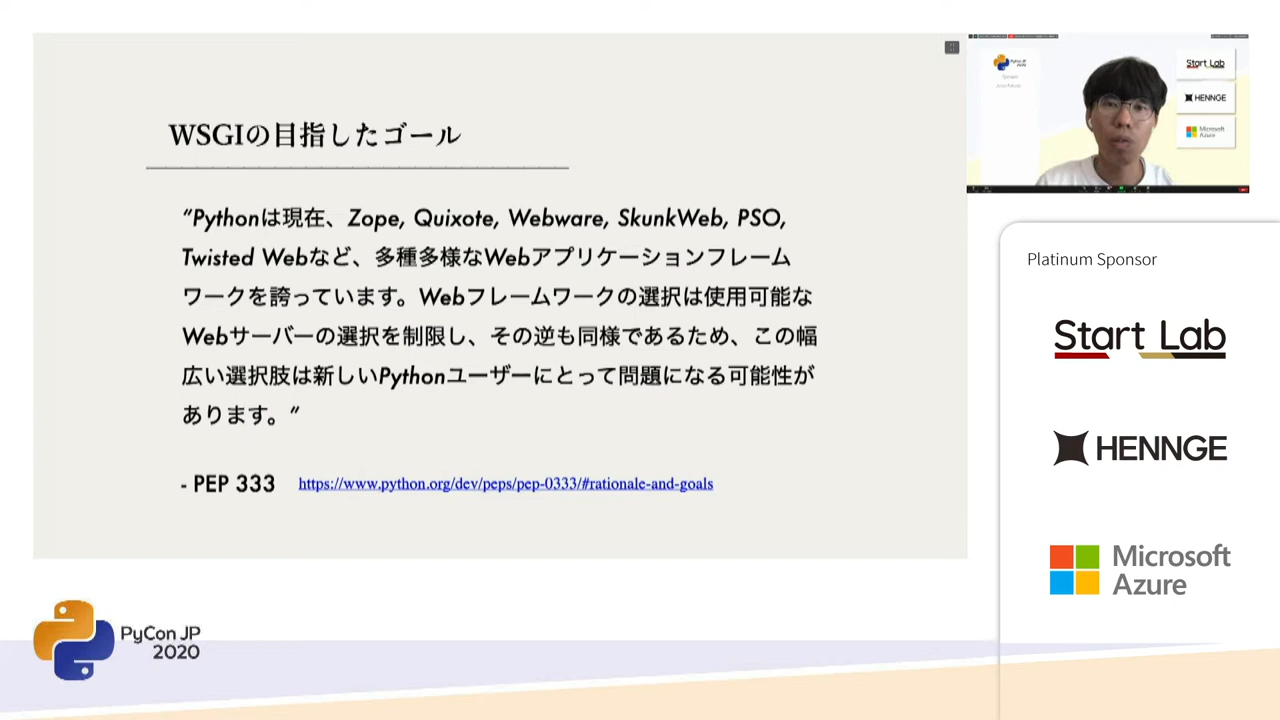 WSGIの目指したゴール
“Pythonは現在、Zope, Quixote, Webware, SkunkWeb, PSO,
Twisted Webなど、多種多様なWebアプリケーションフレーム
ワークを誇っています。Webフレームワークの選択は使用可能な
Webサーバーの選択を制限し、その逆も同様であるため、この幅
広い選択肢は新しいPythonユーザーにとって問題になる可能性が
あります。”
- PEP 333 https://www.python.org/dev/peps/pep-0333/#rationale-and-goals
PyCon JP
2020
Start Lab
HENNGE
Microsoft
Azure
Platinum Sponsor
Start Lab
HENNGE
Microsoft
Azure
PyCon JP
2020